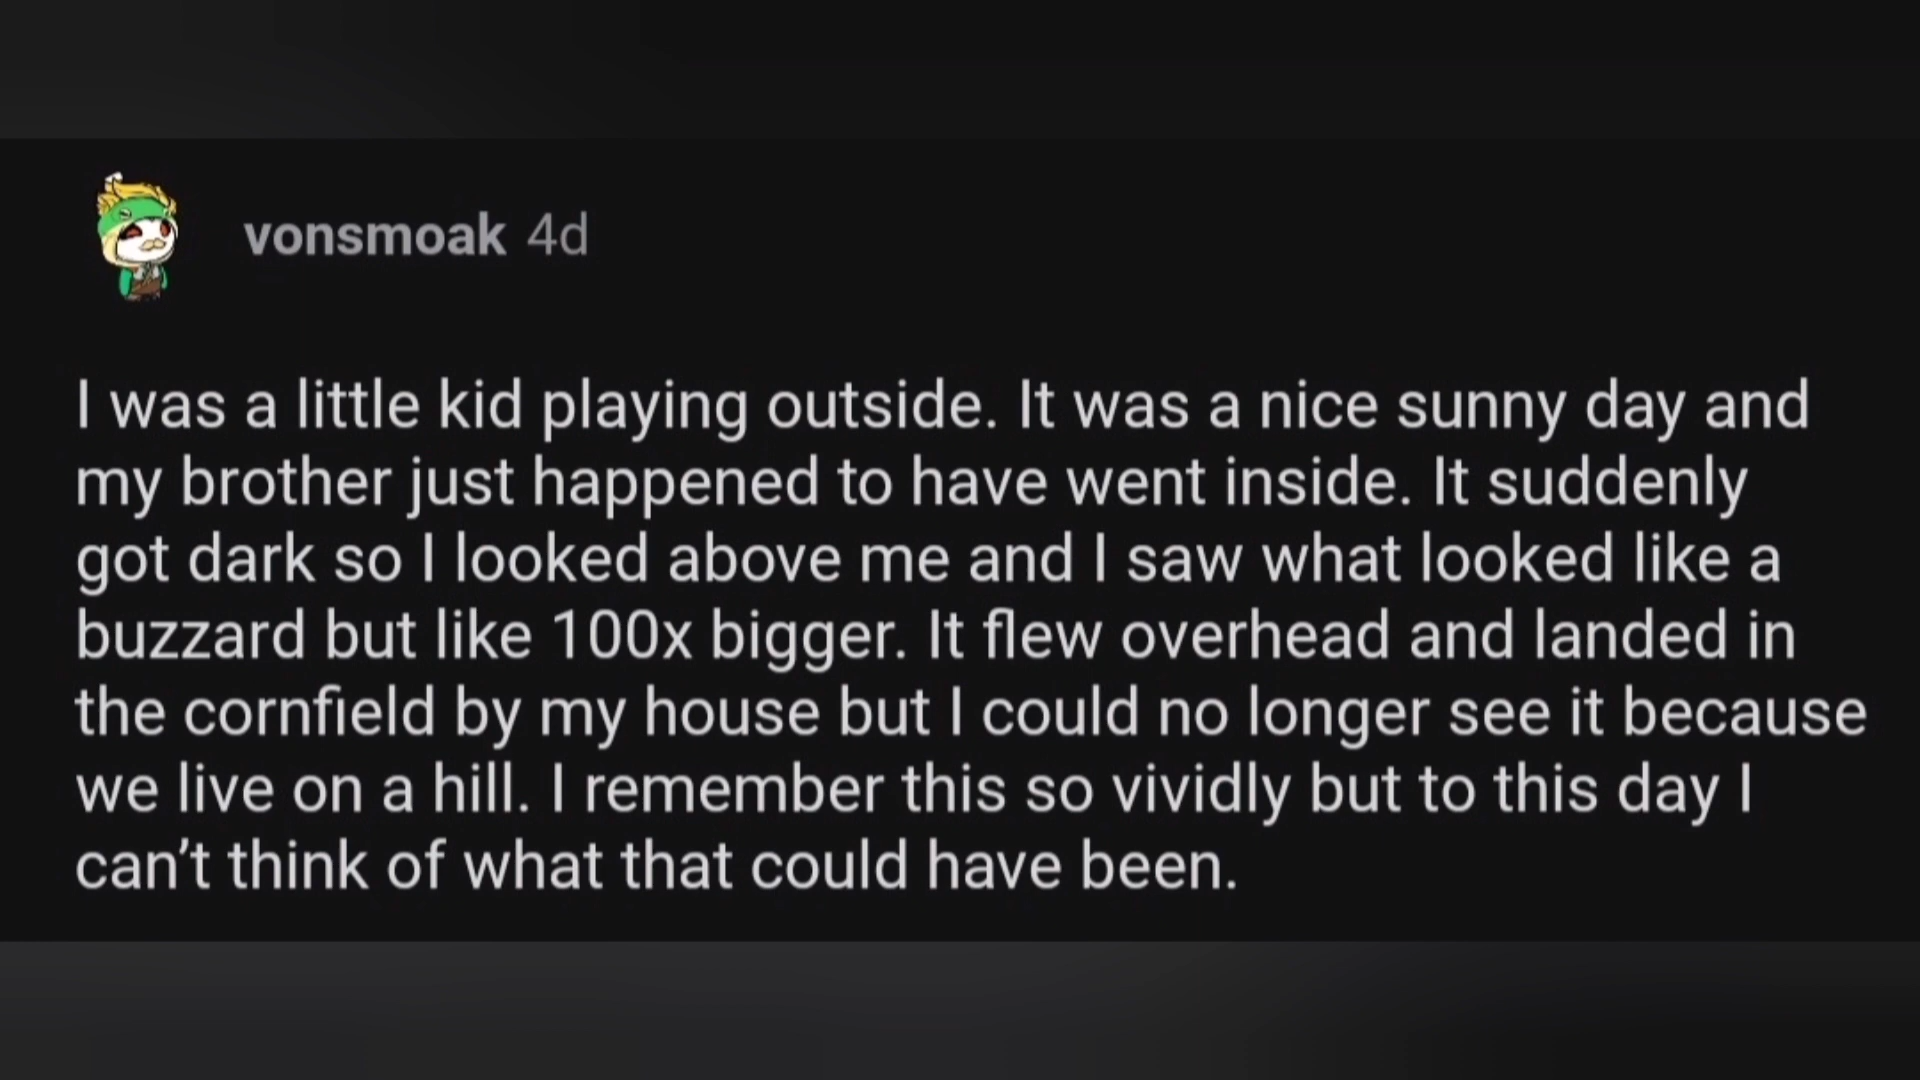 vonsmoak 4d
I was a little kid playing outside. It was a nice sunny day and
my brother just happened to have went inside. It suddenly
got dark so I looked above me and I saw what looked like a
buzzard but like 100x bigger. It flew overhead and landed in
the cornfield by my house but I could no longer see it because
we live on a hill. I remember this so vividly but to this day I
can’t think of what that could have been.